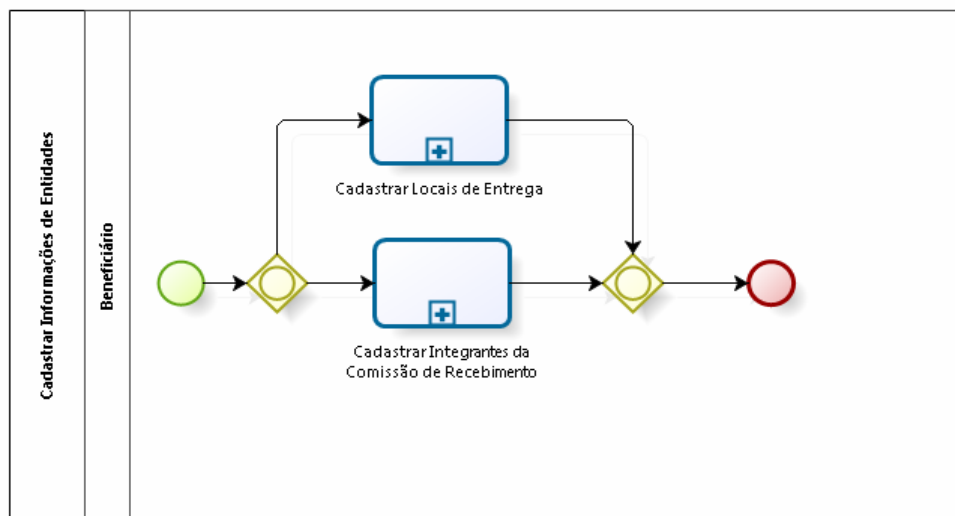 Cadastrar Informações de Entidades
Beneficiário
Cadastrar Locais de Entrega
Cadastrar Integrantes da
Comissão de Recebimento